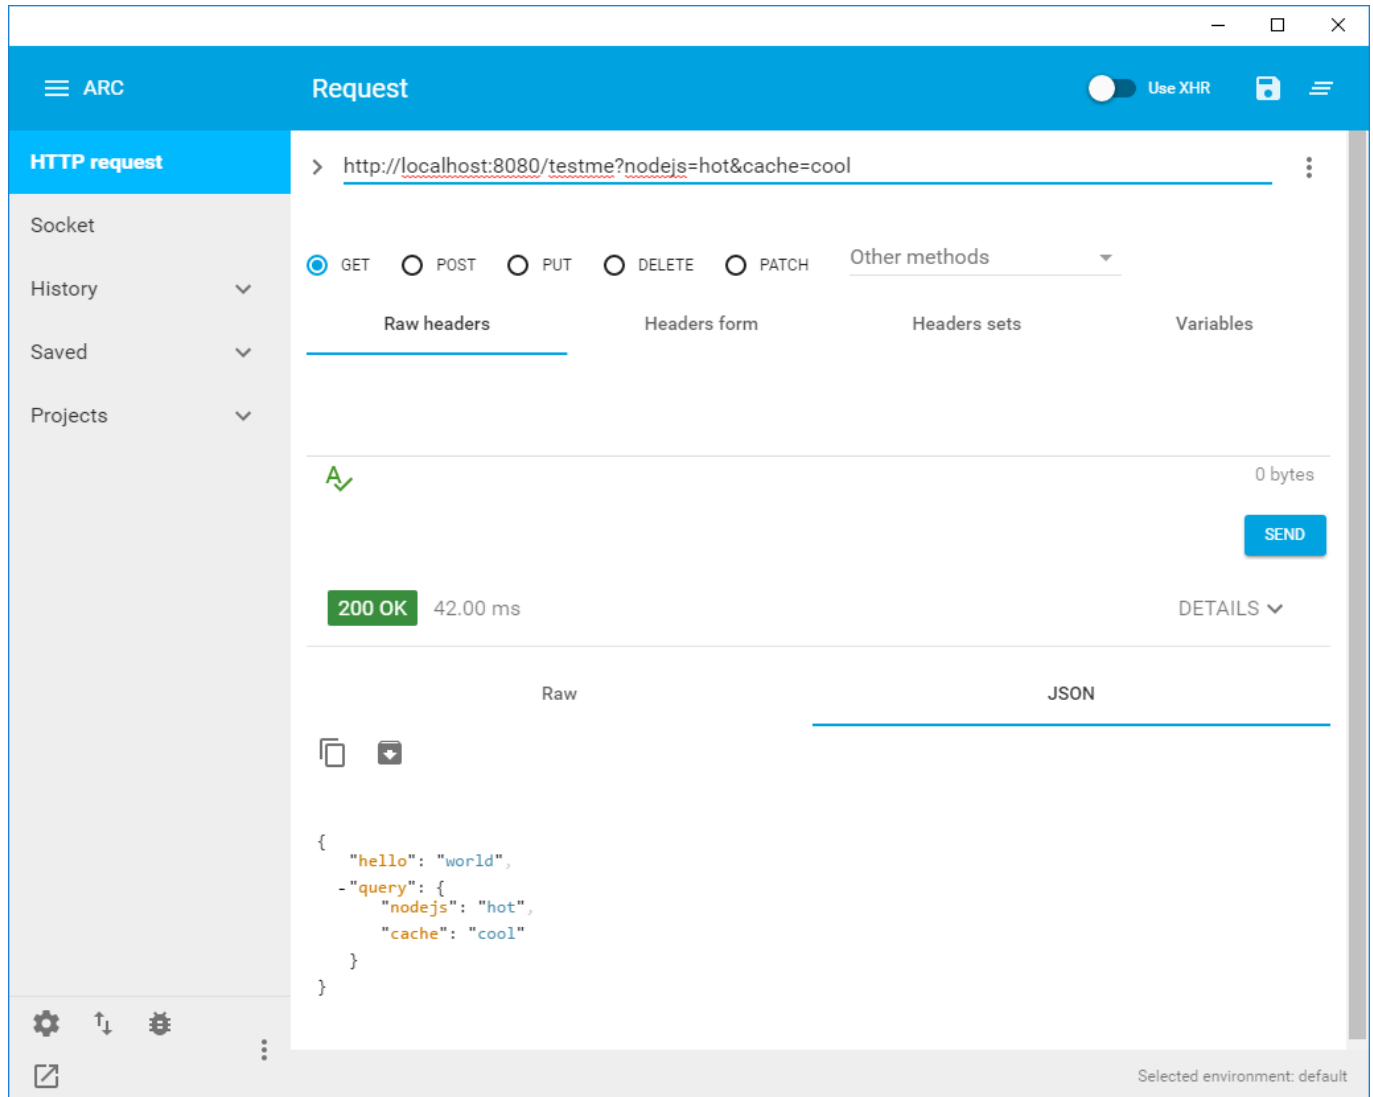 ARC
Request
Use XHR
HTTP request
http://localhost:8080/testme?nodejs=hot&cache=cool
Socket
History
Saved
Projects
GET POST PUT DELETE PATCH Other methods
Raw headers Headers form Headers sets Variables
0 bytes
SEND
200 OK 42.00 ms DETAILS
Raw JSON
{
"hello": "world",
-"query": {
"nodejs": "hot",
"cache": "cool"
}
}
Selected environment: default